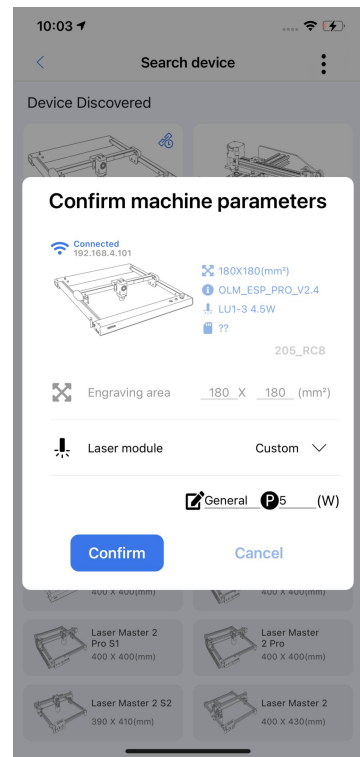 10:03
Search device
Device Discovered
Confirm machine parameters
Connected
192.168.4.101
180X180(mm²)
OLM_ESP_PRO_V2.4
LU1-3 4.5W
??
205_RC8
Engraving area 180 X 180 (mm²)
Laser module Custom
General P 5 (W)
Confirm Cancel
400 X 400(mm) 400 X 400(mm)
Laser Master 2
Pro S1
400 X 400(mm)
Laser Master
2 Pro
400 X 400(mm)
Laser Master 2 S2
390 X 410(mm)
Laser Master 2
400 X 430(mm)